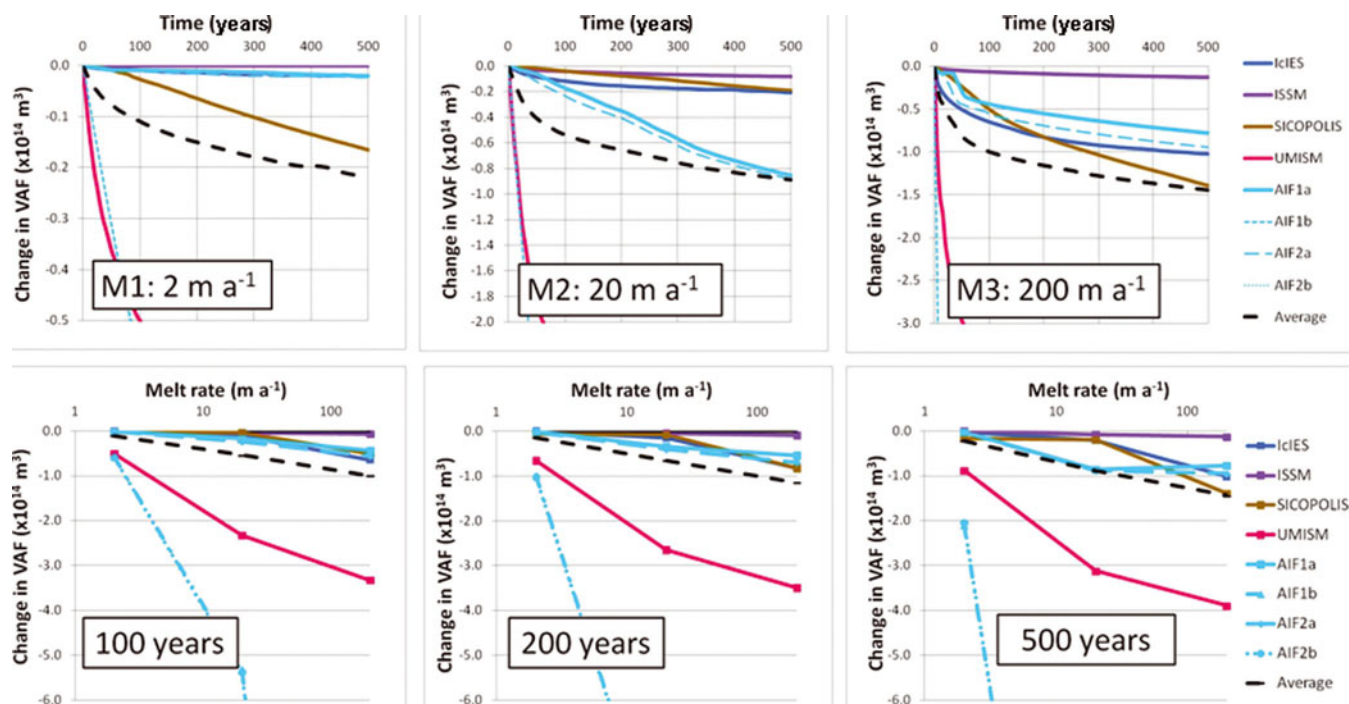 Time (years)
0 100 200 300 400 500
0.0
-0.1
-0.2
-0.3
-0.4
-0.5
Change in VAF (x10¹⁴ m³)
M1: 2 m a⁻¹
Time (years)
0 100 200 300 400 500
0.0
-0.2
-0.4
-0.6
-0.8
-1.0
-1.2
-1.4
-1.6
-1.8
-2.0
Change in VAF (x10¹⁴ m³)
M2: 20 m a⁻¹
Time (years)
0 100 200 300 400 500
0.0
-0.5
-1.0
-1.5
-2.0
-2.5
-3.0
Change in VAF (x10¹⁴ m³)
M3: 200 m a⁻¹
IcIES
ISSM
SICOPOLIS
UMISM
AIF1a
AIF1b
AIF2a
AIF2b
Average
Melt rate (m a⁻¹)
1 10 100
0.0
-1.0
-2.0
-3.0
-4.0
-5.0
-6.0
Change in VAF (x10¹⁴ m³)
100 years
Melt rate (m a⁻¹)
1 10 100
0.0
-1.0
-2.0
-3.0
-4.0
-5.0
-6.0
Change in VAF (x10¹⁴ m³)
200 years
Melt rate (m a⁻¹)
1 10 100
0.0
-1.0
-2.0
-3.0
-4.0
-5.0
-6.0
Change in VAF (x10¹⁴ m³)
500 years
IcIES
ISSM
SICOPOLIS
UMISM
AIF1a
AIF1b
AIF2a
AIF2b
Average